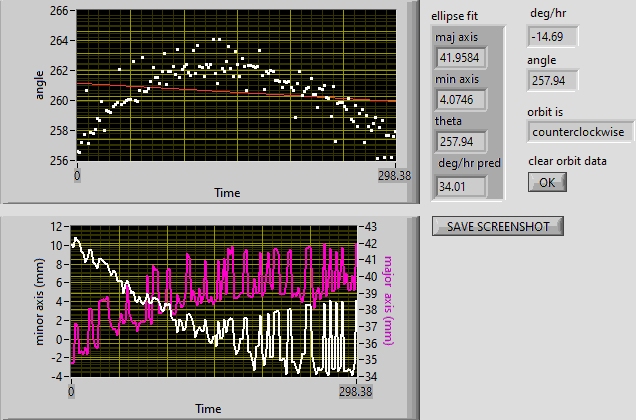 266
264
262
260
258
256
angle
0
298.38
Time
ellipse fit
maj axis
41.9584
min axis
4.0746
theta
257.94
deg/hr pred
34.01
deg/hr
-14.69
angle
257.94
orbit is
counterclockwise
clear orbit data
OK
SAVE SCREENSHOT
12
10
8
6
4
2
0
-2
-4
minor axis (mm)
43
42
41
40
39
38
37
36
35
34
major axis (mm)
0
298.38
Time